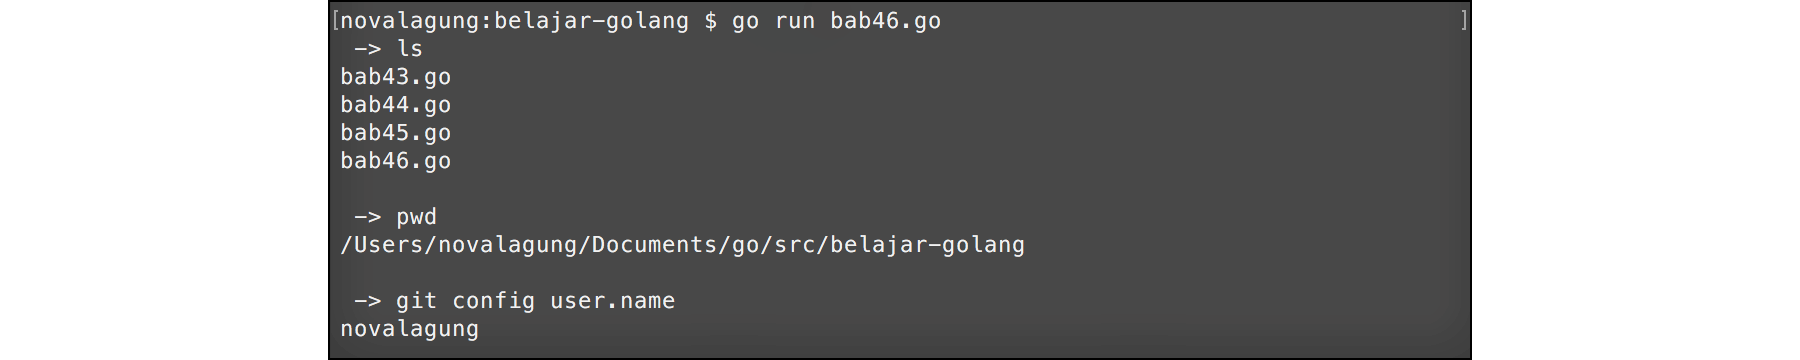 [novalagung:belajar-golang $ go run bab46.go ]
 -> ls
bab43.go
bab44.go
bab45.go
bab46.go

 -> pwd
/Users/novalagung/Documents/go/src/belajar-golang

 -> git config user.name
novalagung